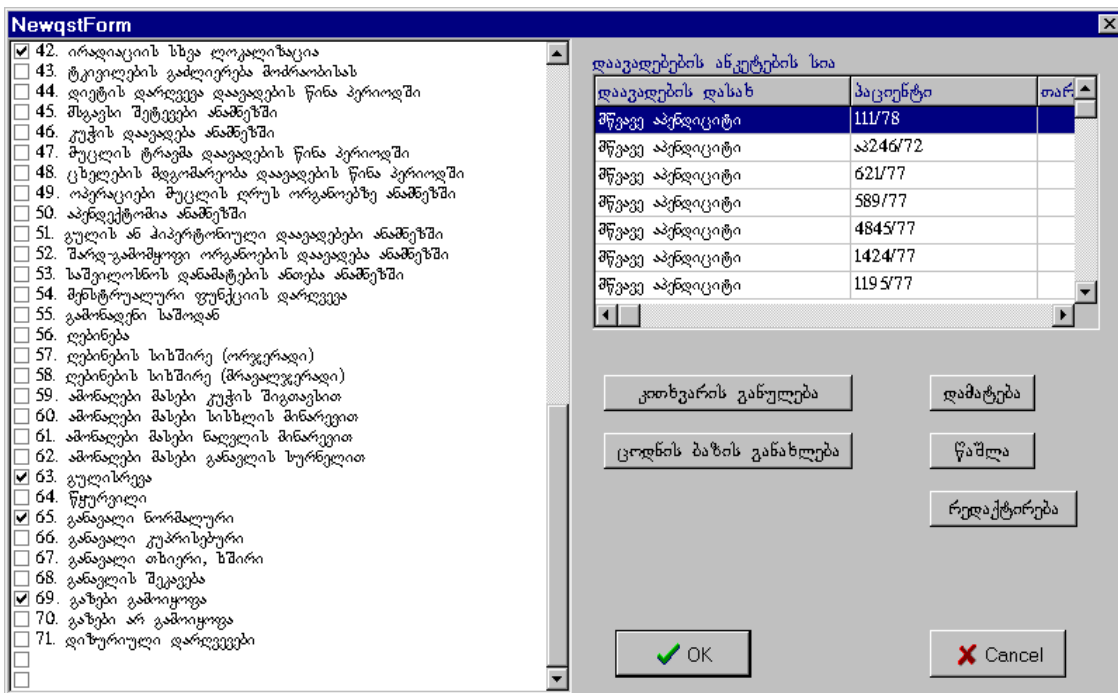 NewqstForm
42. ირადიაციის სხვა ლოკალიზაცია
43. ტკივილების გაძლიერება მოძრაობისას
44. დიეტის დარღვევა დაავადების წინა პერიოდში
45. მსგავსი შეტევები ანამნეზში
46. კუჭის დაავადება ანამნეზში
47. მუცლის ტრავმა დაავადების წინა პერიოდში
48. ცხელების მდგომარეობა დაავადების წინა პერიოდში
49. ოპერაციები მუცლის ღრუს ორგანოებზე ანამნეზში
50. აპენდექტომია ანამნეზში
51. გულის ან ჰიპერტონიული დაავადებები ანამნეზში
52. შარდ-გამომყოფი ორგანოების დაავადება ანამნეზში
53. საშვილოსნოს დანამატების ანთება ანამნეზში
54. მენსტრუალური ფუნქციის დარღვევა
55. გამონადენი საშოდან
56. ღებინება
57. ღებინების სიხშირე (ორჯერადი)
58. ღებინების სიხშირე (მრავალჯერადი)
59. ამონაღები მასები კუჭის შიგთავსით
60. ამონაღები მასები სისხლის მინარევით
61. ამონაღები მასები ნაღვლის მინარევით
62. ამონაღები მასები განავლის სურნელით
63. გულისრევა
64. წყურვილი
65. განავალი ნორმალური
66. განავალი კუპრისებური
67. განავალი თხიერი, ხშირი
68. განავლის შეკავება
69. გაზები გამოიყოფა
70. გაზები არ გამოიყოფა
71. დიზურიული დარღვევები
დაავადებების ანკეტების სია
დაავადების დასახ პაციენტი თარ
მწვავე აპენდიციტი 111/78
მწვავე აპენდიციტი აპ246/72
მწვავე აპენდიციტი 621/77
მწვავე აპენდიციტი 589/77
მწვავე აპენდიციტი 4845/77
მწვავე აპენდიციტი 1424/77
მწვავე აპენდიციტი 1195/77
კითხვარის განულება დამატება
ცოდნის ბაზის განახლება წაშლა
რედაქტირება
OK Cancel